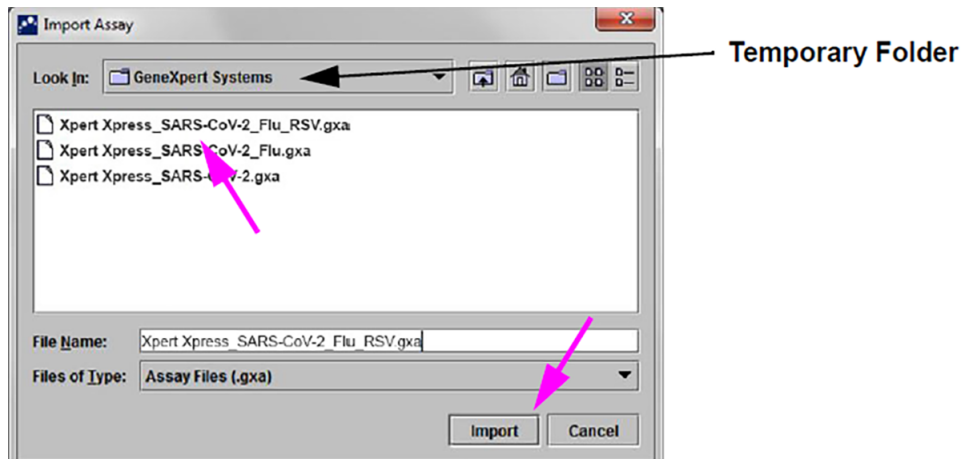 Import Assay
Temporary Folder
Look In: GeneXpert Systems
Xpert Xpress_SARS-CoV-2_Flu_RSV.gxa
Xpert Xpress_SARS-CoV-2_Flu.gxa
Xpert Xpress_SARS-CoV-2.gxa
File Name: Xpert Xpress_SARS-CoV-2_Flu_RSV.gxa
Files of Type: Assay Files (.gxa)
Import Cancel